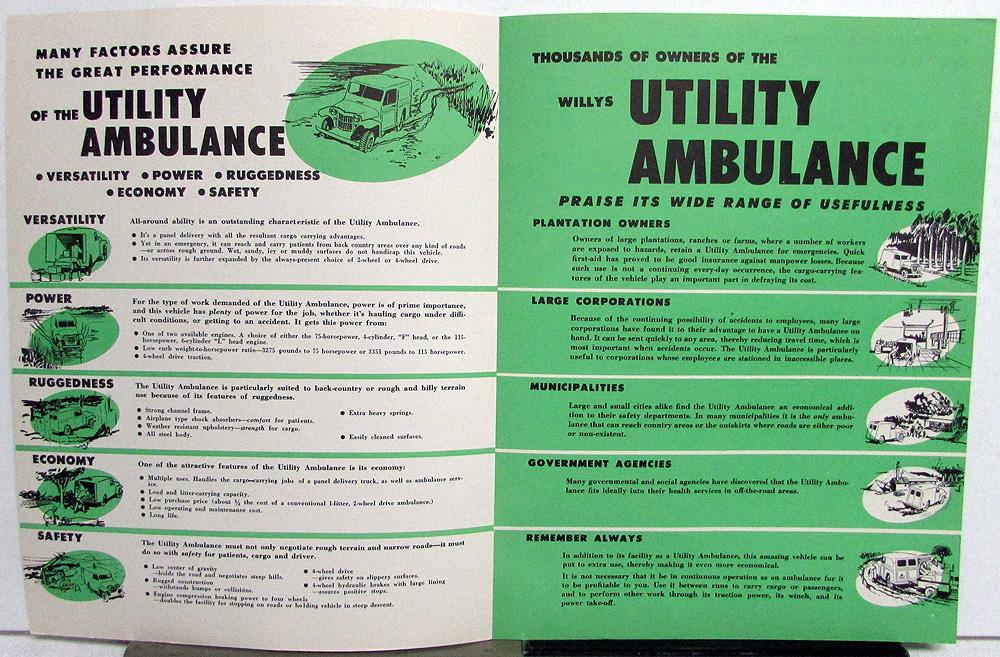 MANY FACTORS ASSURE
THE GREAT PERFORMANCE
OF THE UTILITY
AMBULANCE
• VERSATILITY • POWER • RUGGEDNESS
• ECONOMY • SAFETY
VERSATILITY
All-around ability is an outstanding characteristic of the Utility Ambulance.
• It's a panel delivery with all the resultant cargo carrying advantages.
• Yet in an emergency, it can reach and carry patients from back country areas over any kind of roads
—or across rough ground. Wet, sandy, icy or muddy surfaces do not handicap this vehicle.
• Its versatility is further expanded by the always-present choice of 2-wheel or 4-wheel drive.
POWER
For the type of work demanded of the Utility Ambulance, power is of prime importance,
and this vehicle has plenty of power for the job, whether it's hauling cargo under diffi-
cult conditions, or getting to an accident. It gets this power from:
• One of two available engines. A choice of either the 75-horsepower, 4-cylinder, "F" head, or the 115-
horsepower, 6-cylinder "L" head engine.
• Low curb weight-to-horsepower ratio—3275 pounds to 75 horsepower or 3351 pounds to 115 horsepower.
• 4-wheel drive traction.
RUGGEDNESS
The Utility Ambulance is particularly suited to back-country or rough and hilly terrain
use because of its features of ruggedness.
• Strong channel frame.
• Airplane type shock absorbers—comfort for patients.
• Weather resistant upholstery—strength for cargo.
• All steel body.
• Extra heavy springs.
• Easily cleaned surfaces.
ECONOMY
One of the attractive features of the Utility Ambulance is its economy:
• Multiple uses. Handles the cargo-carrying jobs of a panel delivery truck, as well as ambulance serv-
ice.
• Load and litter-carrying capacity.
• Low purchase price (about ⅓ the cost of a conventional 1-litter, 2-wheel drive ambulance.)
• Low operating and maintenance cost.
• Long life.
SAFETY
The Utility Ambulance must not only negotiate rough terrain and narrow roads—it must
do so with safety for patients, cargo and driver.
• Low center of gravity
—holds the road and negotiates steep hills.
• Rugged construction
—withstands bumps or collisions.
• Engine compression braking power to four wheels
—doubles the facility for stopping on roads or holding vehicle in steep descent.
• 4-wheel drive
—gives safety on slippery surfaces.
• 4-wheel hydraulic brakes with large lining
—assures positive stops.
THOUSANDS OF OWNERS OF THE
WILLYS UTILITY
AMBULANCE
PRAISE ITS WIDE RANGE OF USEFULNESS
PLANTATION OWNERS
Owners of large plantations, ranches or farms, where a number of workers
are exposed to hazards, retain a Utility Ambulance for emergencies. Quick
first-aid has proved to be good insurance against manpower losses. Because
such use is not a continuing every-day occurrence, the cargo-carrying fea-
tures of the vehicle play an important part in defraying its cost.
LARGE CORPORATIONS
Because of the continuing possibility of accidents to employees, many large
corporations have found it to their advantage to have a Utility Ambulance on
hand. It can be sent quickly to any area, thereby reducing travel time, which is
most important when accidents occur. The Utility Ambulance is particularly
useful to corporations whose employees are stationed in inaccessible places.
MUNICIPALITIES
Large and small cities alike find the Utility Ambulance an economical addi-
tion to their safety departments. In many municipalities it is the only ambu-
lance that can reach country areas or the outskirts where roads are either poor
or non-existent.
GOVERNMENT AGENCIES
Many governmental and social agencies have discovered that the Utility Ambu-
lance fits ideally into their health services in off-the-road areas.
REMEMBER ALWAYS
In addition to its facility as a Utility Ambulance, this amazing vehicle can be
put to extra use, thereby making it even more economical.
It is not necessary that it be in continuous operation as an ambulance for it
to be profitable to you. Use it between runs to carry cargo or passengers,
and to perform other work through its traction power, its winch, and its
power take-off.